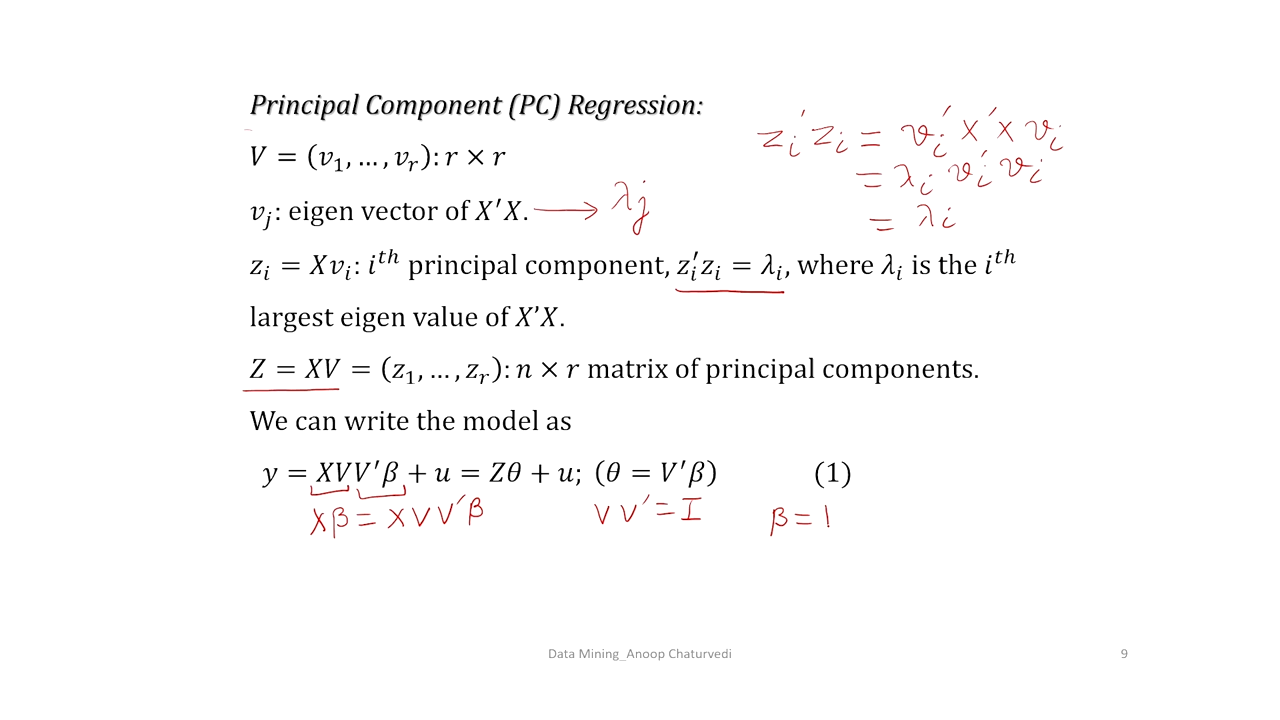 Principal Component (PC) Regression:
z_i' z_i = v_i' X'X v_i
V = (v_1, …, v_r): r × r
= λ_i v_i' v_i
v_j: eigen vector of X'X. → λ_j
= λ_i
z_i = Xv_i: i^th principal component, z_i'z_i = λ_i, where λ_i is the i^th
largest eigen value of X’X.
Z = XV = (z_1, …, z_r): n × r matrix of principal components.
We can write the model as
y = XVV'β + u = Zθ + u; (θ = V'β) (1)
Xβ = XVV'β VV' = I β = l
Data Mining_Anoop Chaturvedi 9